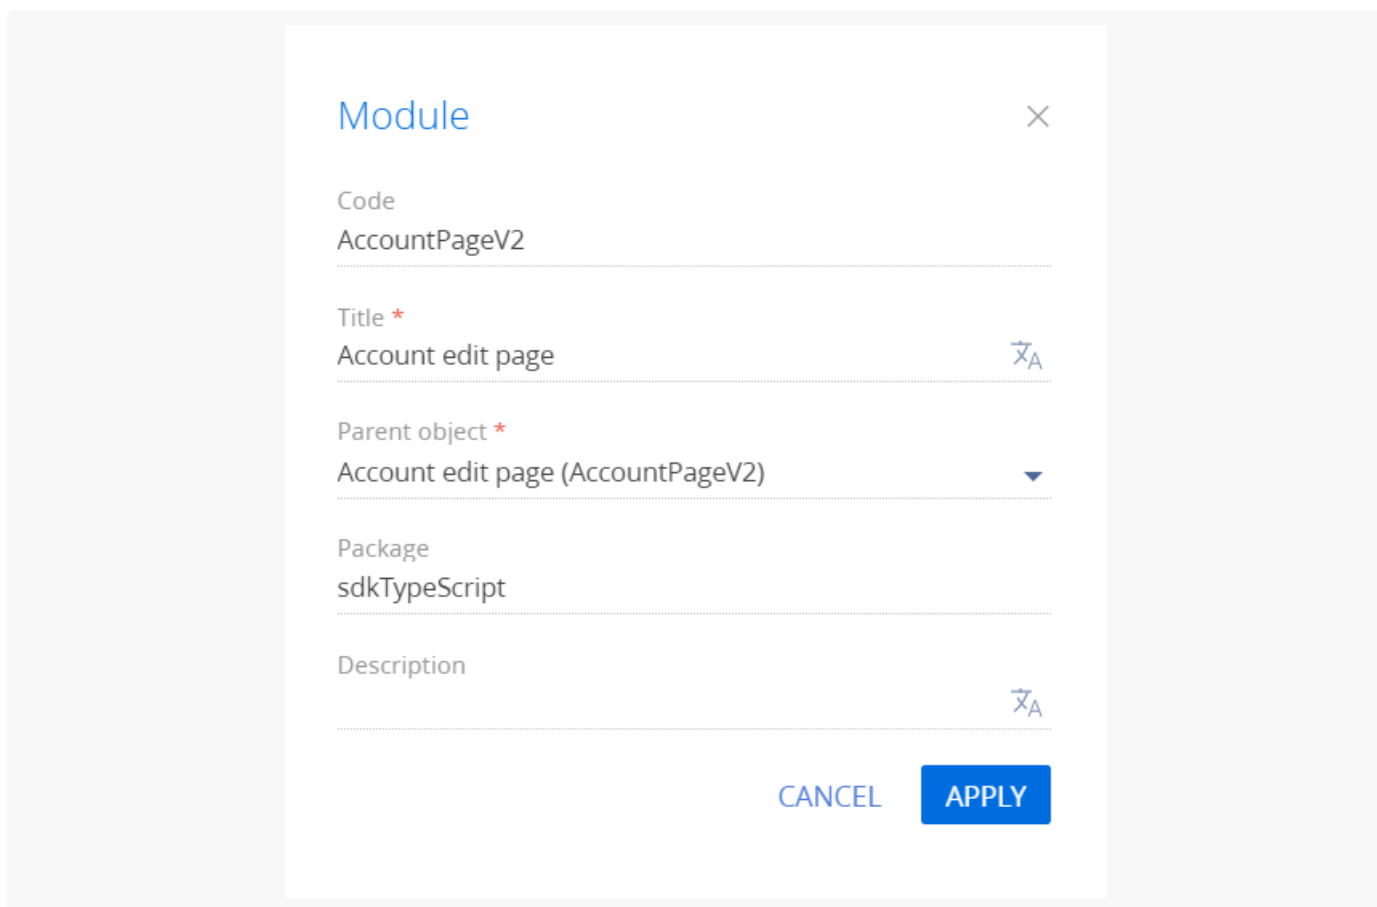 Module
Code
AccountPageV2
Title *
Account edit page
Parent object *
Account edit page (AccountPageV2)
Package
sdkTypeScript
Description
CANCEL
APPLY